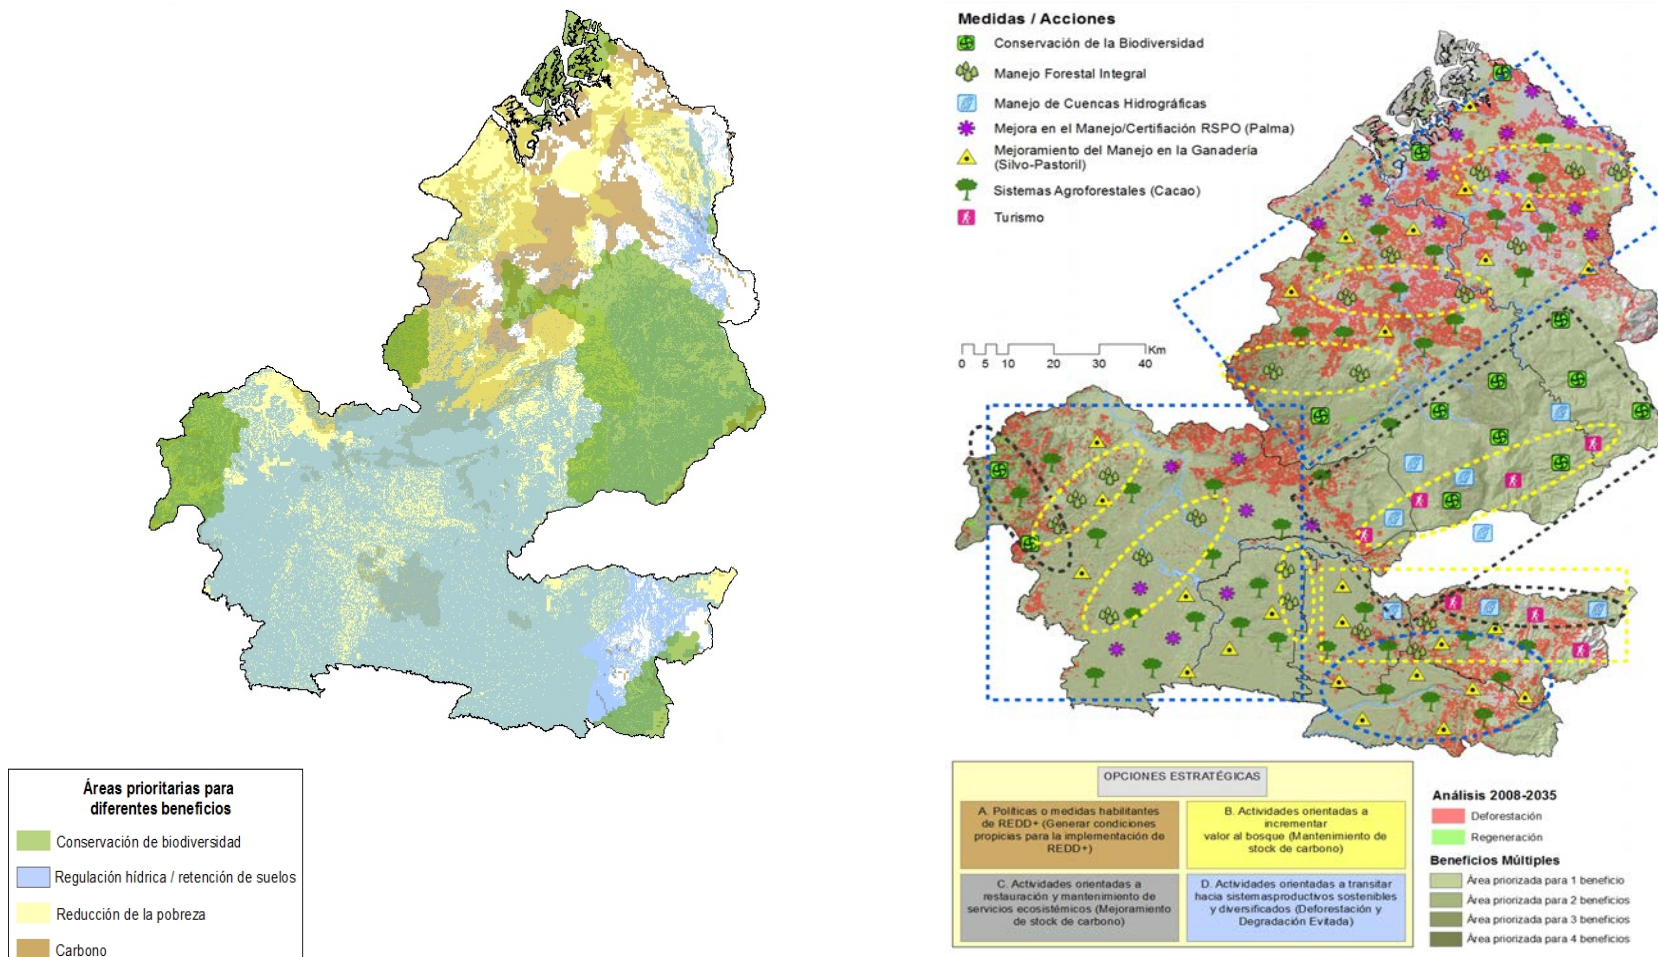 Áreas prioritarias para
diferentes beneficios
Conservación de biodiversidad
Regulación hídrica / retención de suelos
Reducción de la pobreza
Carbono
Medidas / Acciones
Conservación de la Biodiversidad
Manejo Forestal Integral
Manejo de Cuencas Hidrográficas
Mejora en el Manejo/Certifiación RSPO (Palma)
Mejoramiento del Manejo en la Ganadería
(Silvo-Pastoril)
Sistemas Agroforestales (Cacao)
Turismo
Km
0 5 10 20 30 40
OPCIONES ESTRATÉGICAS
A. Políticas o medidas habilitantes
de REDD+ (Generar condiciones
propicias para la implementación de
REDD+)
B. Actividades orientadas a
incrementar
valor al bosque (Mantenimiento de
stock de carbono)
C. Actividades orientadas a
restauración y mantenimiento de
servicios ecosistémicos (Mejoramiento
de stock de carbono)
D. Actividades orientadas a transitar
hacia sistemasproductivos sostenibles
y diversificados (Deforestación y
Degradación Evitada)
Análisis 2008-2035
Deforestación
Regeneración
Beneficios Múltiples
Área priorizada para 1 beneficio
Área priorizada para 2 beneficios
Área priorizada para 3 beneficios
Área priorizada para 4 beneficios